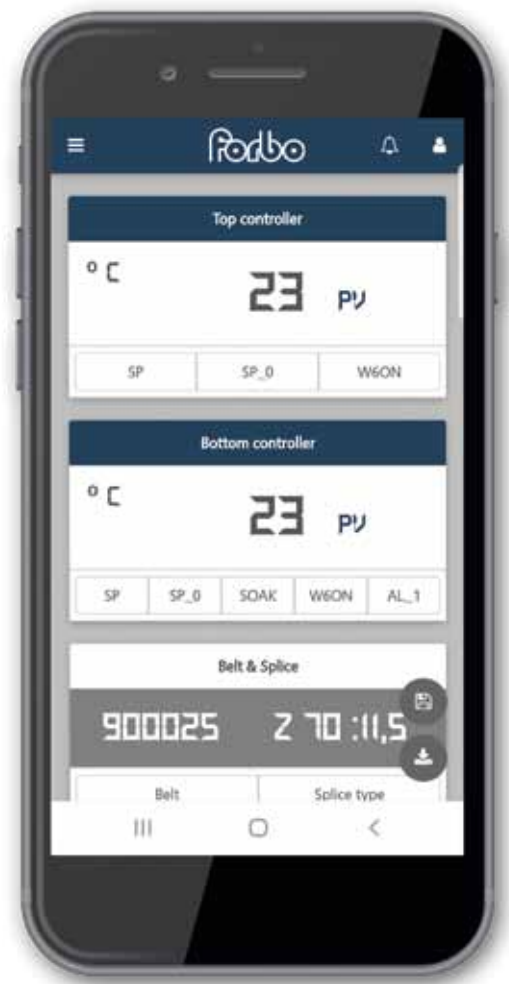 Forbo
Top controller
°C 23 PV
SP SP_0 W6ON
Bottom controller
°C 23 PV
SP SP_0 SOAK W6ON AL_1
Belt & Splice
900025 Z 70 :11,5
Belt Splice type